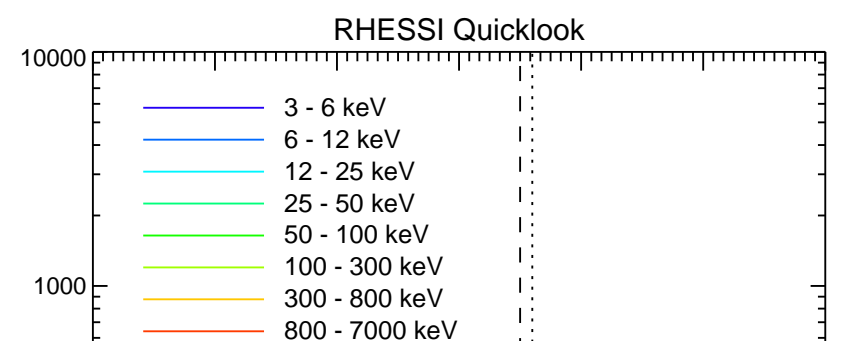 RHESSI Quicklook
10000
3 - 6 keV
6 - 12 keV
12 - 25 keV
25 - 50 keV
50 - 100 keV
100 - 300 keV
1000
300 - 800 keV
800 - 7000 keV